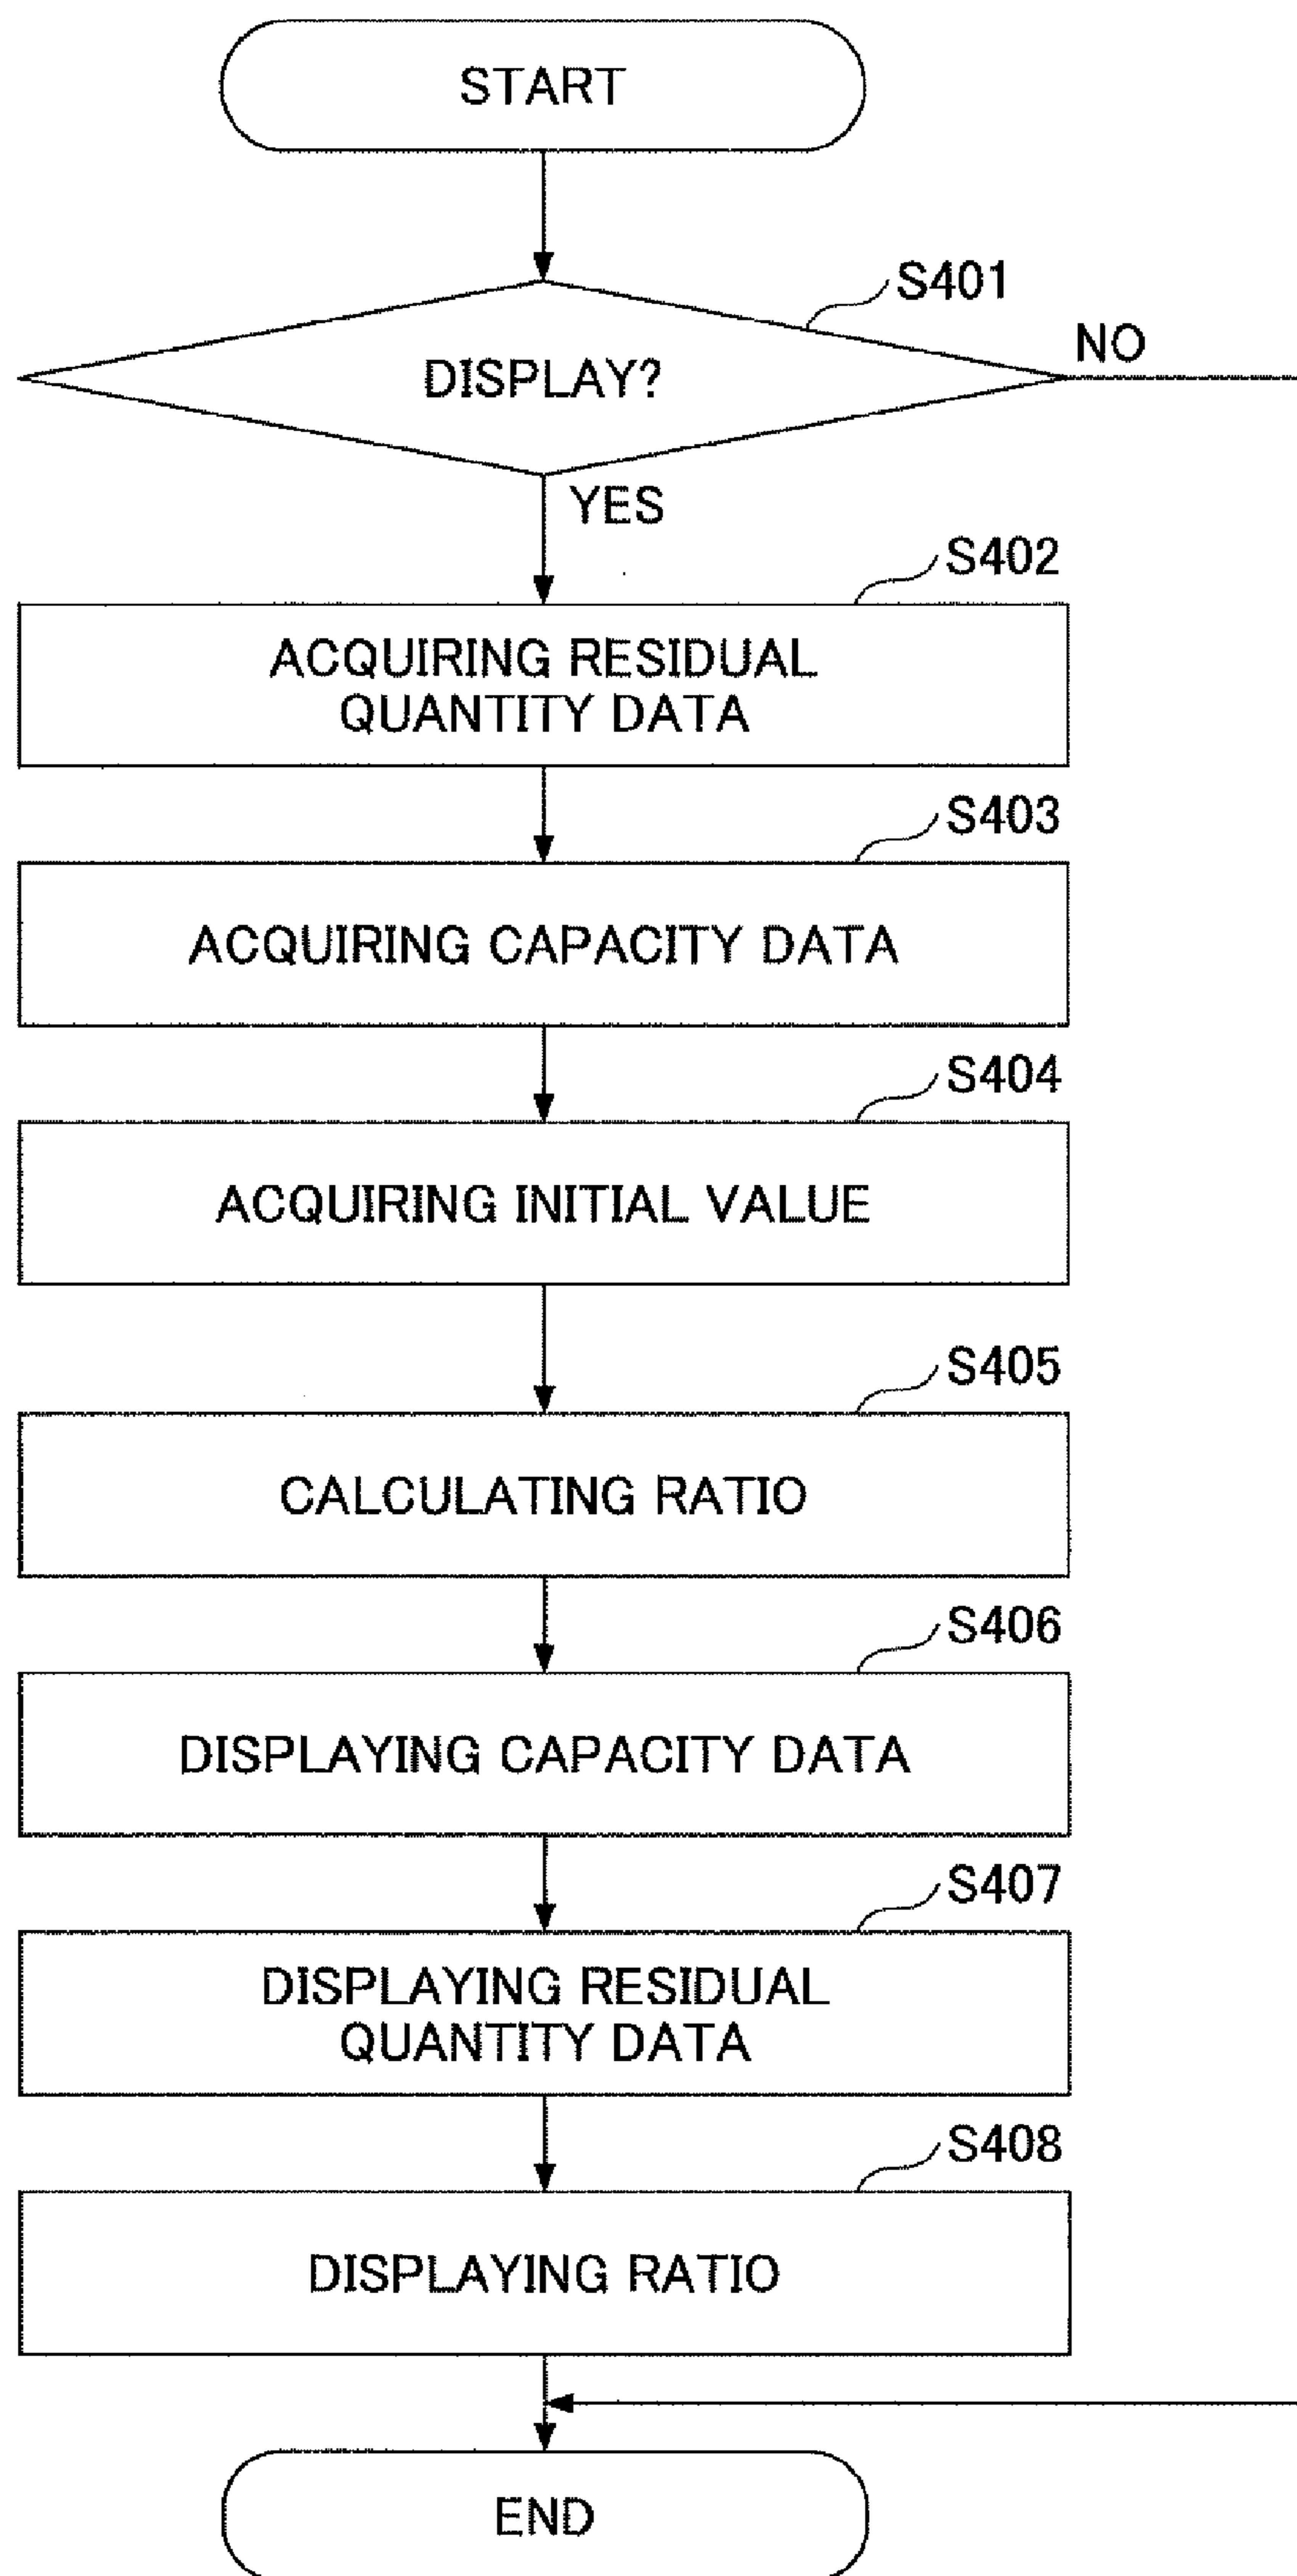 START
S401
NO
DISPLAY?
YES
S402
ACQUIRING RESIDUAL
QUANTITY DATA
S403
ACQUIRING CAPACITY DATA
S404
ACQUIRING INITIAL VALUE
S405
CALCULATING RATIO
S406
DISPLAYING CAPACITY DATA
S407
DISPLAYING RESIDUAL
QUANTITY DATA
S408
DISPLAYING RATIO
END